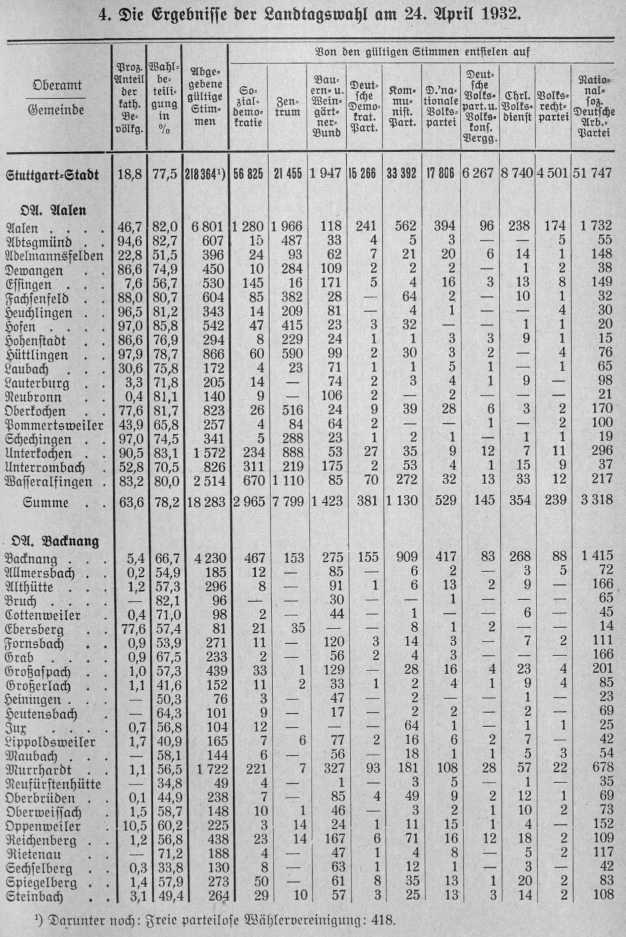 4. Die Ergebnisse der Landtagswahl am 24. April 1932.
Oberamt
Gemeinde
Proz. Anteil der kath. Bevölkg.
Wahlbeteiligung in %
Abgegebene gültige Stimmen
Von den gültigen Stimmen entfielen auf
Sozialdemokratie
Zentrum
Bauern- u. Weingärtner-Bund
Deutsche Demokrat. Part.
Kommunist. Part.
D.'nationale Volkspartei
Deutsche Volkspart. u. Volkskons. Vergg.
Chrl. Volksdienst
Volksrechtpartei
Nationalsoz. Deutsche Arb.-Partei
Stuttgart-Stadt 18,8 77,5 218 364¹) 56 825 21 455 1 947 15 266 33 392 17 806 6 267 8 740 4 501 51 747
OA. Aalen
Aalen . . . . 46,7 82,0 6 801 1 280 1 966 118 241 562 394 96 238 174 1 732
Abtsgmünd . . 94,6 82,7 607 15 487 33 4 5 3 — — 5 55
Adelmannsfelden 22,8 51,5 396 24 93 62 7 21 20 6 14 1 148
Dewangen . . 86,6 74,9 450 10 284 109 2 2 2 — 1 2 38
Essingen . . . 7,6 56,7 530 145 16 171 5 4 16 3 13 8 149
Fachsenfeld . . 88,0 80,7 604 85 382 28 — 64 2 — 10 1 32
Heuchlingen . . 96,5 81,2 343 14 209 81 — 4 1 — — 4 30
Hofen . . . . 97,0 85,8 542 47 415 23 3 32 — — 1 1 20
Hohenstadt . . 86,6 76,9 294 8 229 24 1 1 3 3 9 1 15
Hüttlingen . . 97,9 78,7 866 60 590 99 2 30 3 2 — 4 76
Laubach . . . 30,6 75,8 172 4 23 71 1 1 5 1 — 1 65
Lauterburg . . 3,3 71,8 205 14 — 74 2 3 4 1 9 — 98
Neubronn . . 0,4 81,1 140 9 — 106 2 — 2 — — — 21
Oberkochen . . 77,6 81,7 823 26 516 24 9 39 28 6 3 2 170
Pommertsweiler 43,9 65,8 257 4 84 64 2 — — 1 — 2 100
Schechingen . . 97,0 74,5 341 5 288 23 1 2 1 — 1 1 19
Unterkochen . . 90,5 83,1 1 572 234 888 53 27 35 9 12 7 11 296
Unterrombach . 52,8 70,5 826 311 219 175 2 53 4 1 15 9 37
Wasseralfingen . 83,2 80,0 2 514 670 1 110 85 70 272 32 13 33 12 217
Summe . . 63,6 78,2 18 283 2 965 7 799 1 423 381 1 130 529 145 354 239 3 318
OA. Backnang
Backnang . . . 5,4 66,7 4 230 467 153 275 155 909 417 83 268 88 1 415
Allmersbach . . 0,2 54,9 185 12 — 85 — 6 2 — 3 5 72
Althütte . . . 1,2 57,3 296 8 — 91 1 6 13 2 9 — 166
Bruch . . . . — 82,1 96 — — 30 — — 1 — — — 65
Cottenweiler . . 0,4 71,0 98 2 — 44 — 1 — — 6 — 45
Ebersberg . . 77,6 57,4 81 21 35 — — 8 1 2 — — 14
Fornsbach . . 0,9 53,9 271 11 — 120 3 14 3 — 7 2 111
Grab . . . . 0,9 67,5 233 2 — 56 2 4 3 — — — 166
Großaspach . . 1,0 57,3 439 33 1 129 — 28 16 4 23 4 201
Großerlach . . 1,1 41,6 152 11 2 33 1 2 4 1 9 4 85
Heiningen . . — 50,3 76 3 — 47 — 2 — — 1 — 23
Heutensbach . — 64,3 101 9 — 17 — 2 2 — 2 — 69
Jux . . . . 0,7 56,8 104 12 — — — 64 1 — 1 1 25
Lippoldsweiler . 1,7 40,9 165 7 6 77 2 16 6 2 7 — 42
Maubach . . . — 58,1 144 6 — 56 — 18 1 1 5 3 54
Murrhardt . . 1,1 56,5 1 722 221 7 327 93 181 108 28 57 22 678
Neufürstenhütte — 34,8 49 4 — 1 — 3 5 — 1 — 35
Oberbrüden . . 0,1 44,9 238 7 — 85 4 49 9 2 12 1 69
Oberweissach . 1,5 58,7 148 10 1 46 — 3 2 1 10 2 73
Oppenweiler . . 10,5 60,2 225 3 14 24 1 11 15 1 4 — 152
Reichenberg . . 1,2 56,8 438 23 14 167 6 71 16 12 18 2 109
Rietenau . . — 71,2 188 4 — 47 1 4 8 — 5 2 117
Sechselberg . . 0,3 33,8 130 8 — 63 1 12 1 — 3 — 42
Spiegelberg . . 1,4 57,9 273 50 — 61 8 35 13 1 20 2 83
Steinbach . . 3,1 49,4 264 29 10 57 3 25 13 3 14 2 108
¹) Darunter noch: Freie parteilose Wählervereinigung: 418.